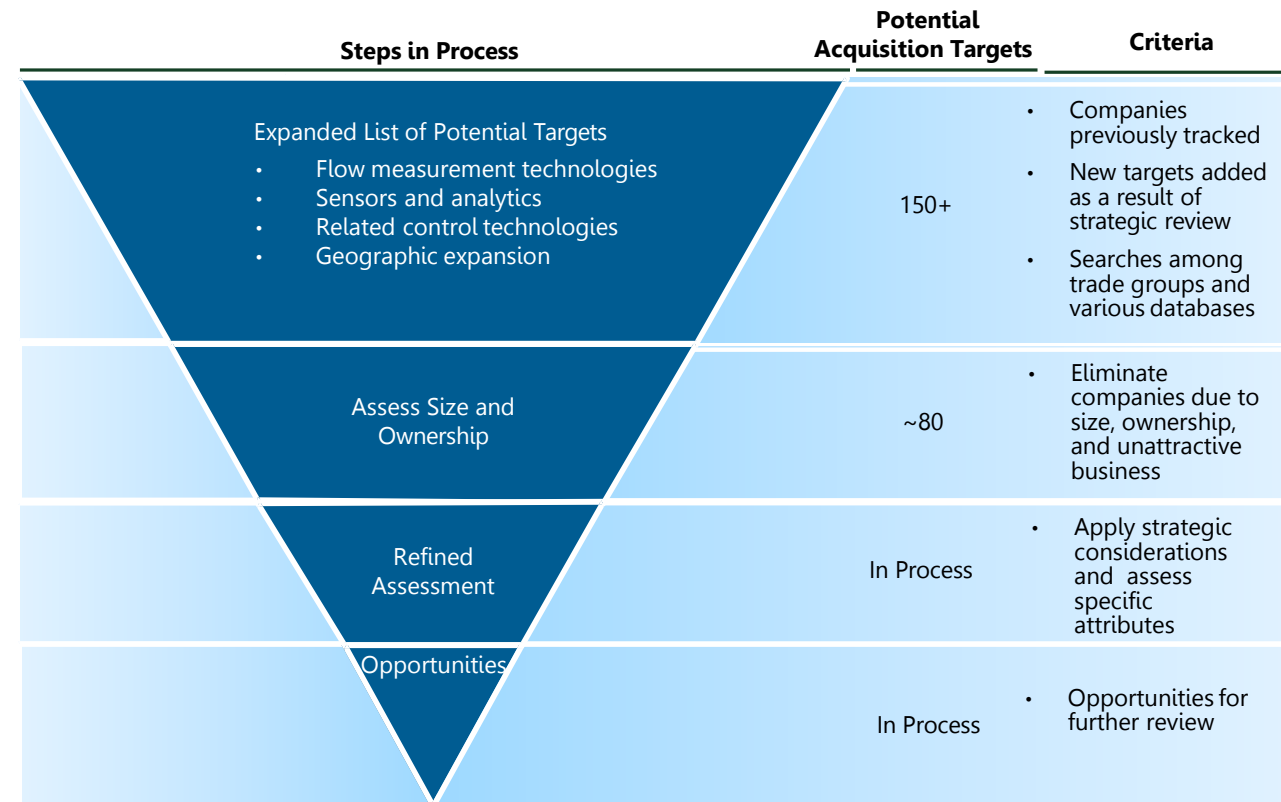 Steps in Process
Potential
Acquisition Targets
Criteria
Expanded List of Potential Targets
• Flow measurement technologies
• Sensors and analytics
• Related control technologies
• Geographic expansion
150+
• Companies
previously tracked
• New targets added
as a result of
strategic review
• Searches among
trade groups and
various databases
Assess Size and
Ownership
~80
• Eliminate
companies due to
size, ownership,
and unattractive
business
Refined
Assessment
In Process
• Apply strategic
considerations
and assess
specific
attributes
Opportunities
In Process
• Opportunities for
further review